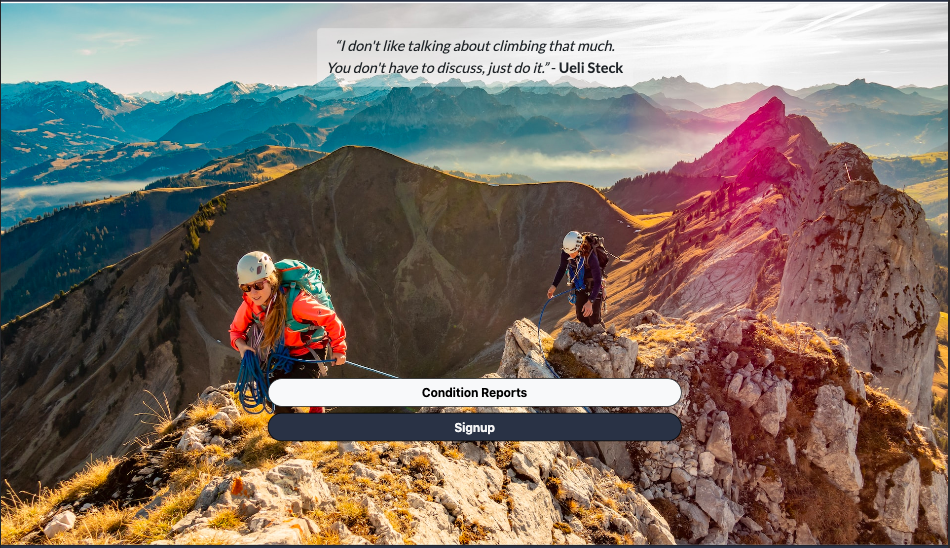 “I don't like talking about climbing that much.
You don't have to discuss, just do it.” - Ueli Steck
Condition Reports
Signup